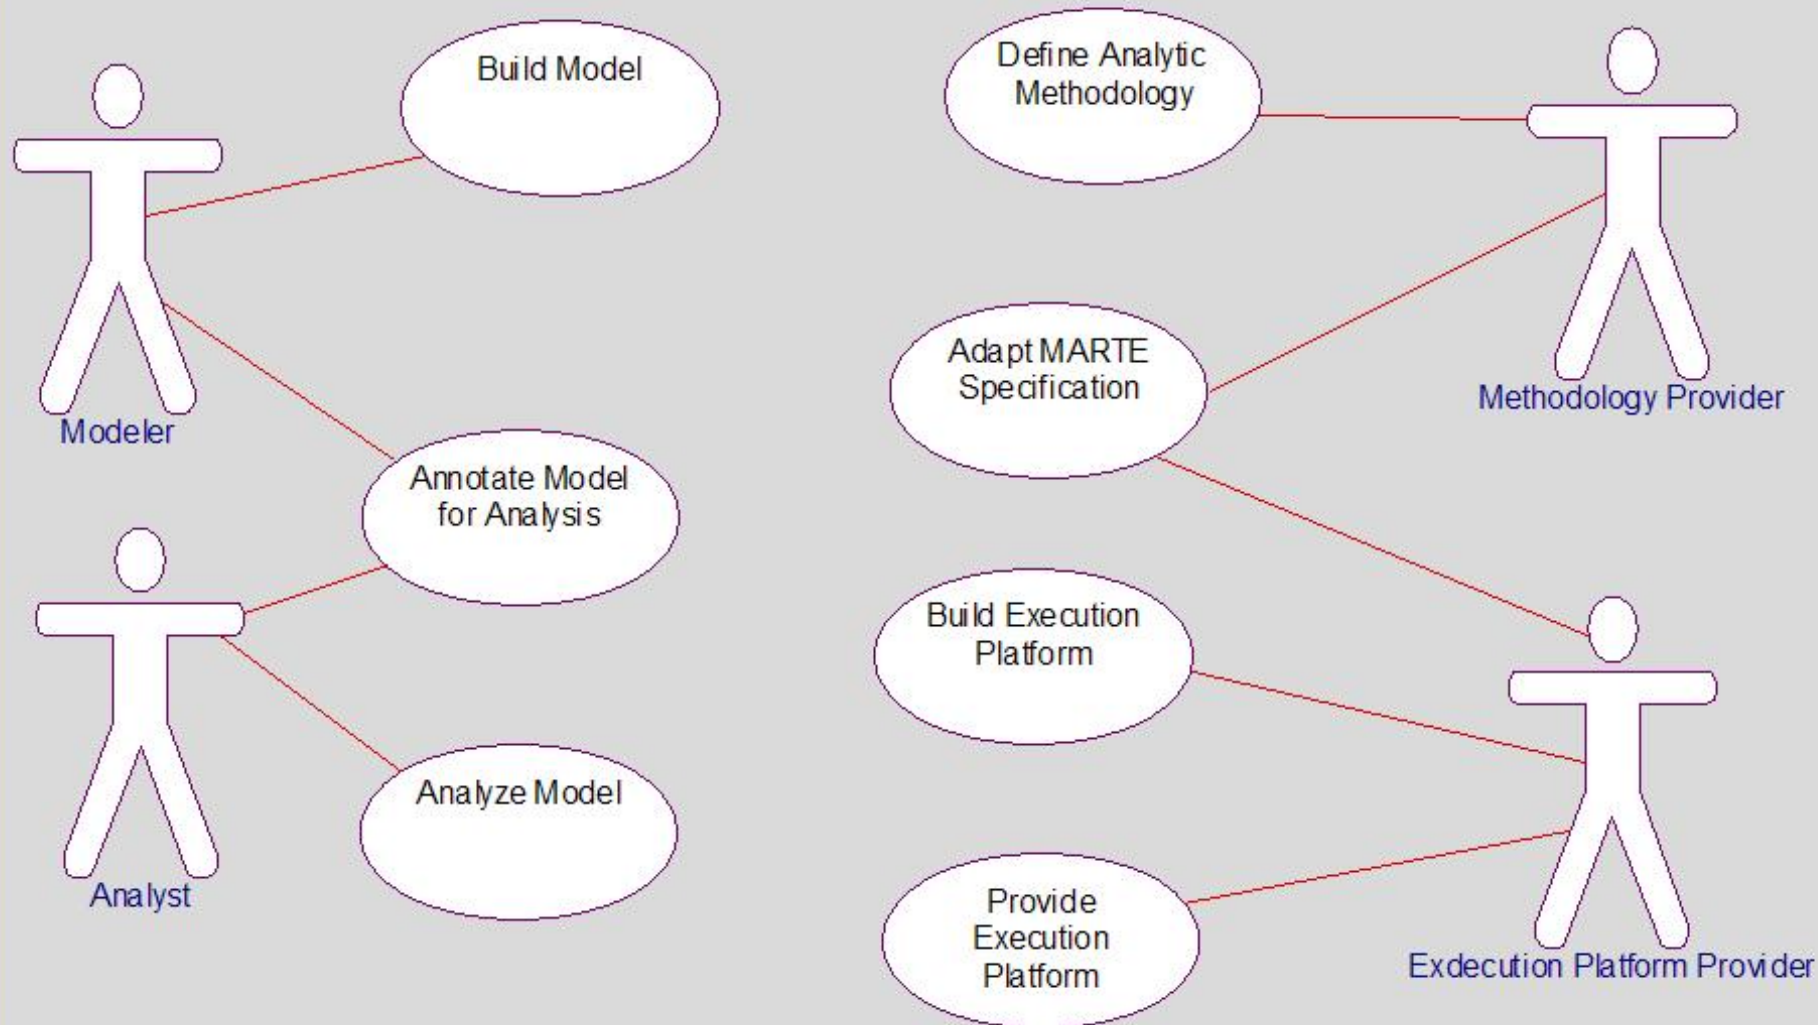 Build Model
Modeler
Annotate Model
for Analysis
Analyze Model
Analyst
Define Analytic
Methodology
Methodology Provider
Adapt MARTE
Specification
Build Execution
Platform
Provide
Execution
Platform
Exdecution Platform Provider